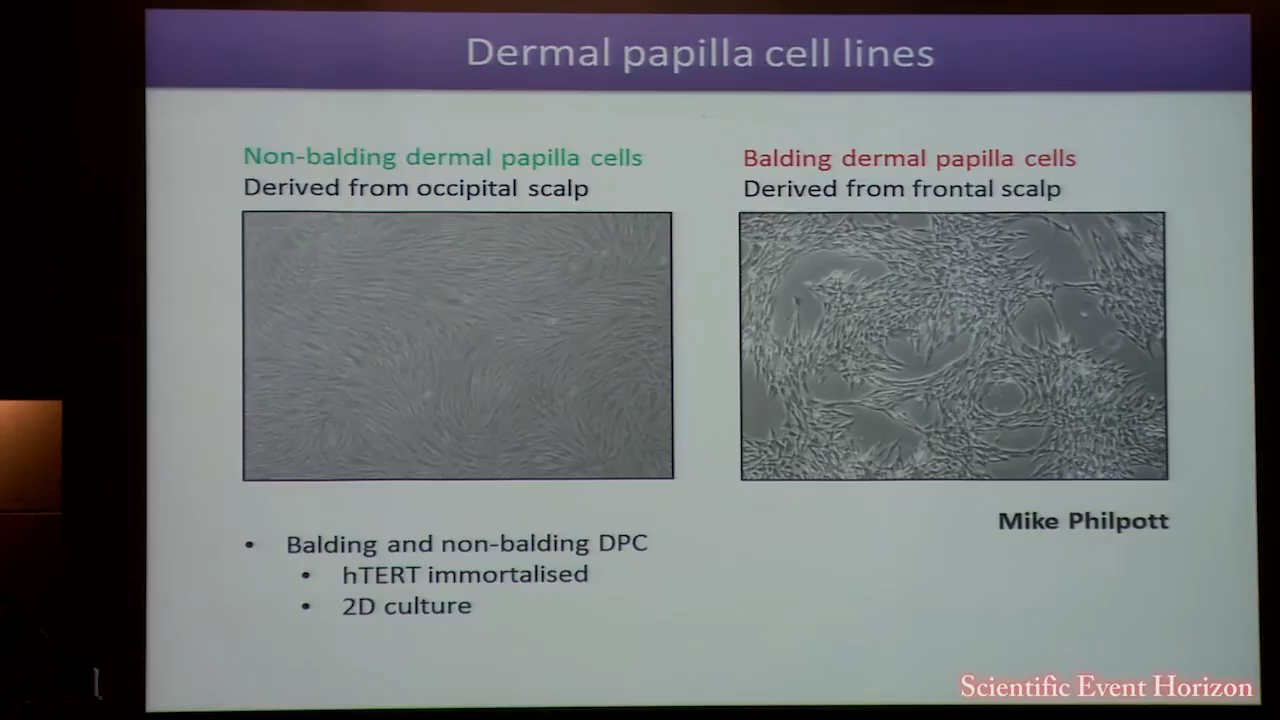 Dermal papilla cell lines
Non-balding dermal papilla cells
Derived from occipital scalp
Balding dermal papilla cells
Derived from frontal scalp
Mike Philpott
• Balding and non-balding DPC
• hTERT immortalised
• 2D culture
Scientific Event Horizon